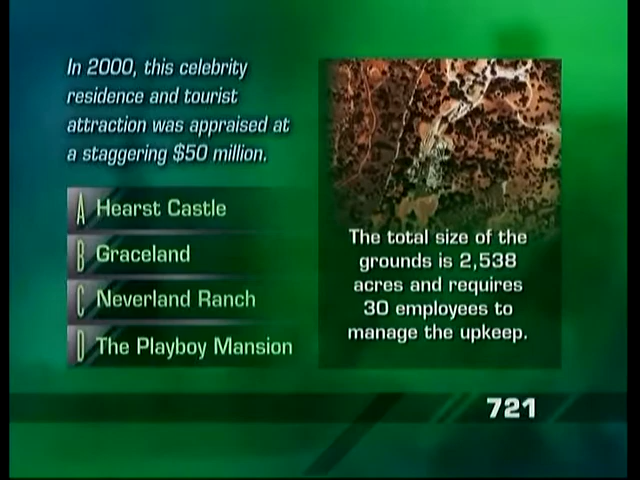 In 2000, this celebrity
residence and tourist
attraction was appraised at
a staggering $50 million.
A Hearst Castle
B Graceland
C Neverland Ranch
D The Playboy Mansion
The total size of the
grounds is 2,538
acres and requires
30 employees to
manage the upkeep.
721